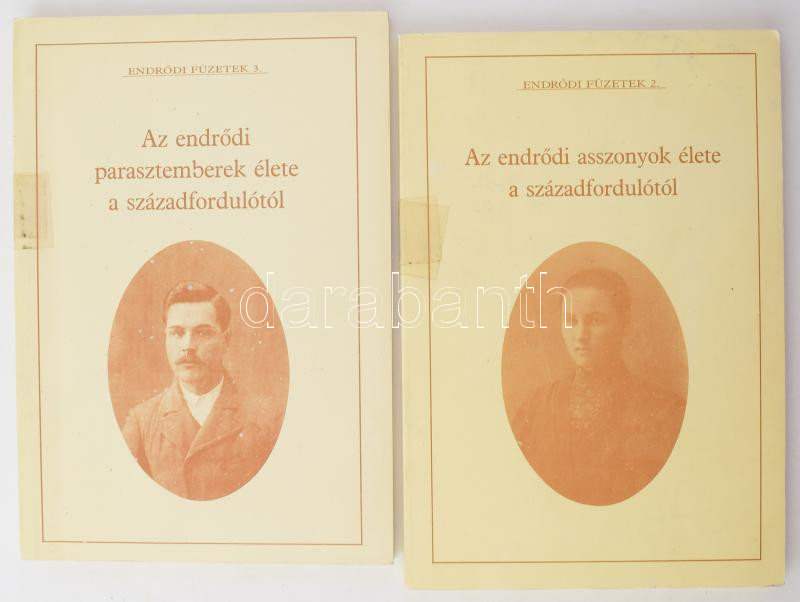 ENDRŐDI FÜZETEK 3.
Az endrődi
parasztemberek élete
a századfordulótól
ENDRŐDI FÜZETEK 2.
Az endrődi asszonyok élete
a századfordulótól
darabanth